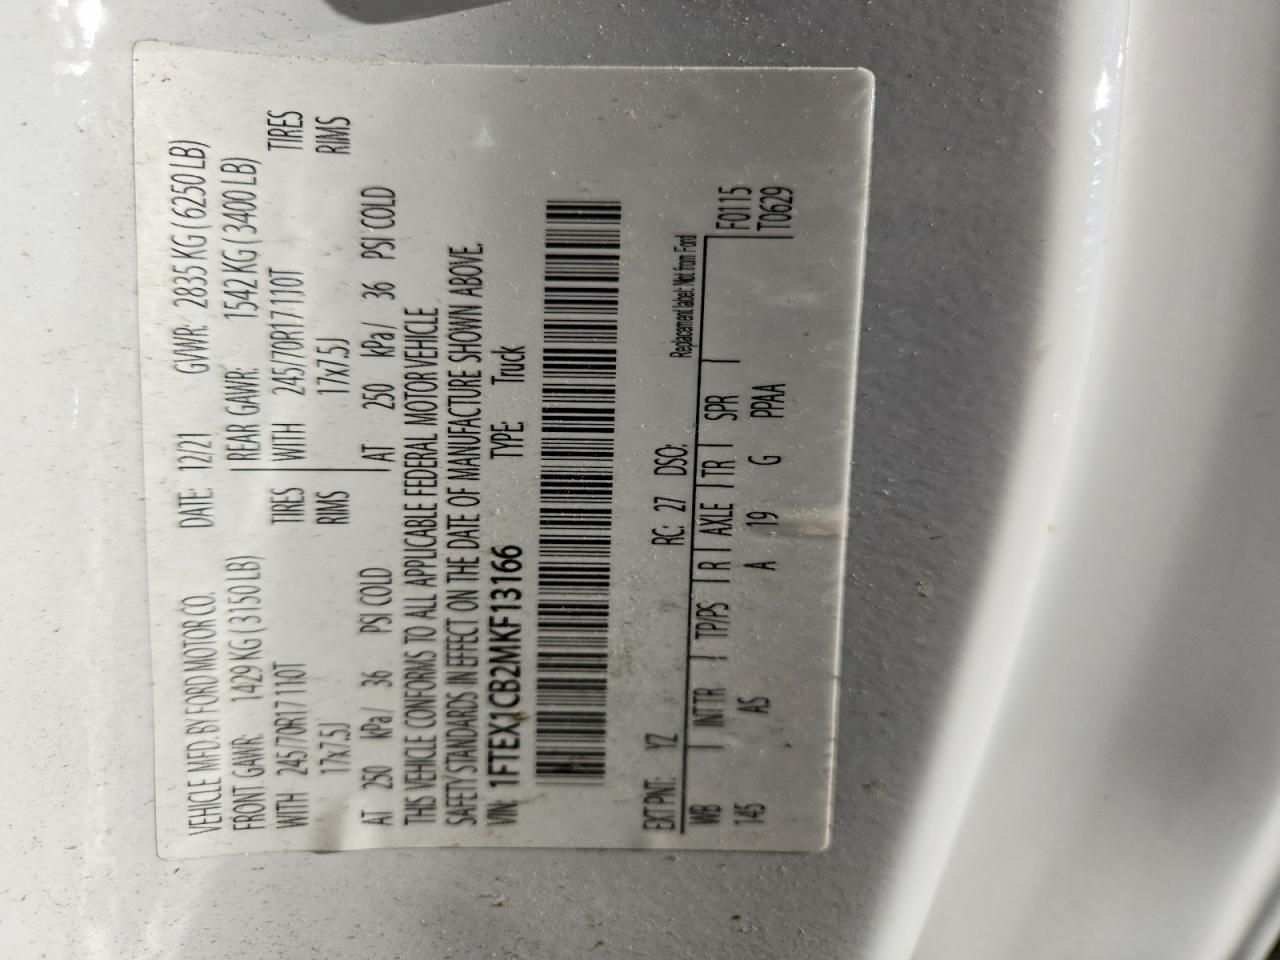 VEHICLE MFD. BY FORD MOTOR CO. DATE: 12/21 GVWR: 2835 KG ( 6250 LB)
FRONT GAWR: 1429 KG ( 3150 LB) REAR GAWR: 1542 KG ( 3400 LB)
WITH 245/70R17 110T TIRES WITH 245/70R17 110T TIRES
17x7.5J RIMS 17x7.5J RIMS
AT 250 kPa/ 36 PSI COLD AT 250 kPa/ 36 PSI COLD
THIS VEHICLE CONFORMS TO ALL APPLICABLE FEDERAL MOTOR VEHICLE
SAFETY STANDARDS IN EFFECT ON THE DATE OF MANUFACTURE SHOWN ABOVE.
VIN: 1FTEX1CB2MKF13166 TYPE: Truck
EXT PNT: YZ RC: 27 DSO: Replacement label: Not from Ford
WB INT TR TP/PS R AXLE TR SPR F0115
145 AS A 19 G PPAA T0629